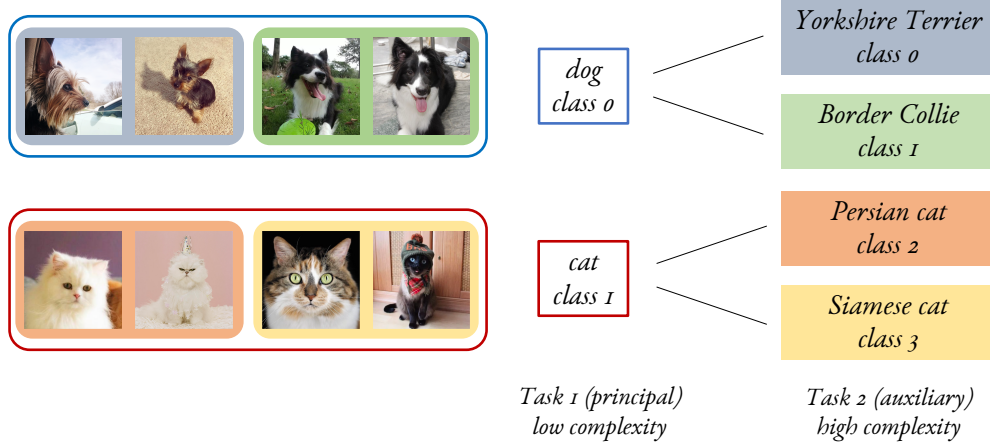 dog
class 0
cat
class 1
Yorkshire Terrier
class 0
Border Collie
class 1
Persian cat
class 2
Siamese cat
class 3
Task 1 (principal)
low complexity
Task 2 (auxiliary)
high complexity